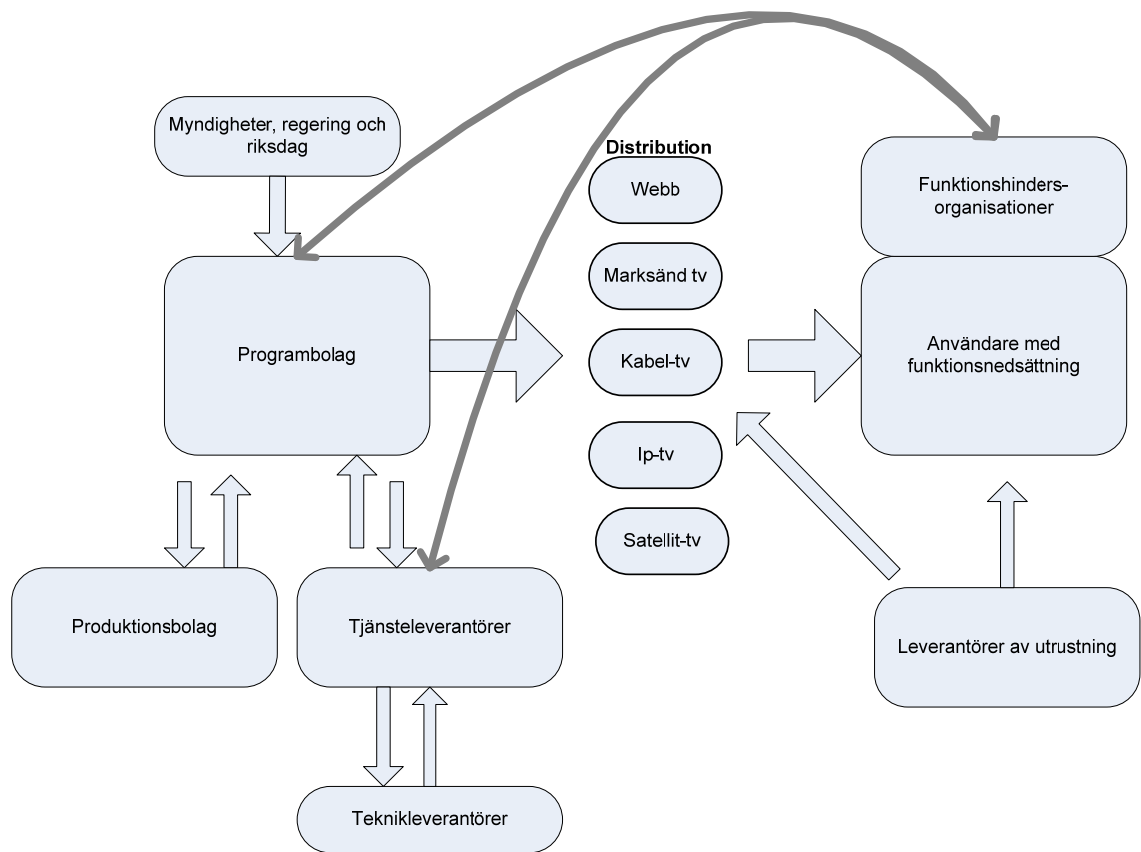 Myndigheter, regering och
riksdag
Distribution
Webb
Marksänd tv
Kabel-tv
Ip-tv
Satellit-tv
Funktionshinders-
organisationer
Programbolag
Användare med
funktionsnedsättning
Produktionsbolag
Tjänsteleverantörer
Leverantörer av utrustning
Teknikleverantörer